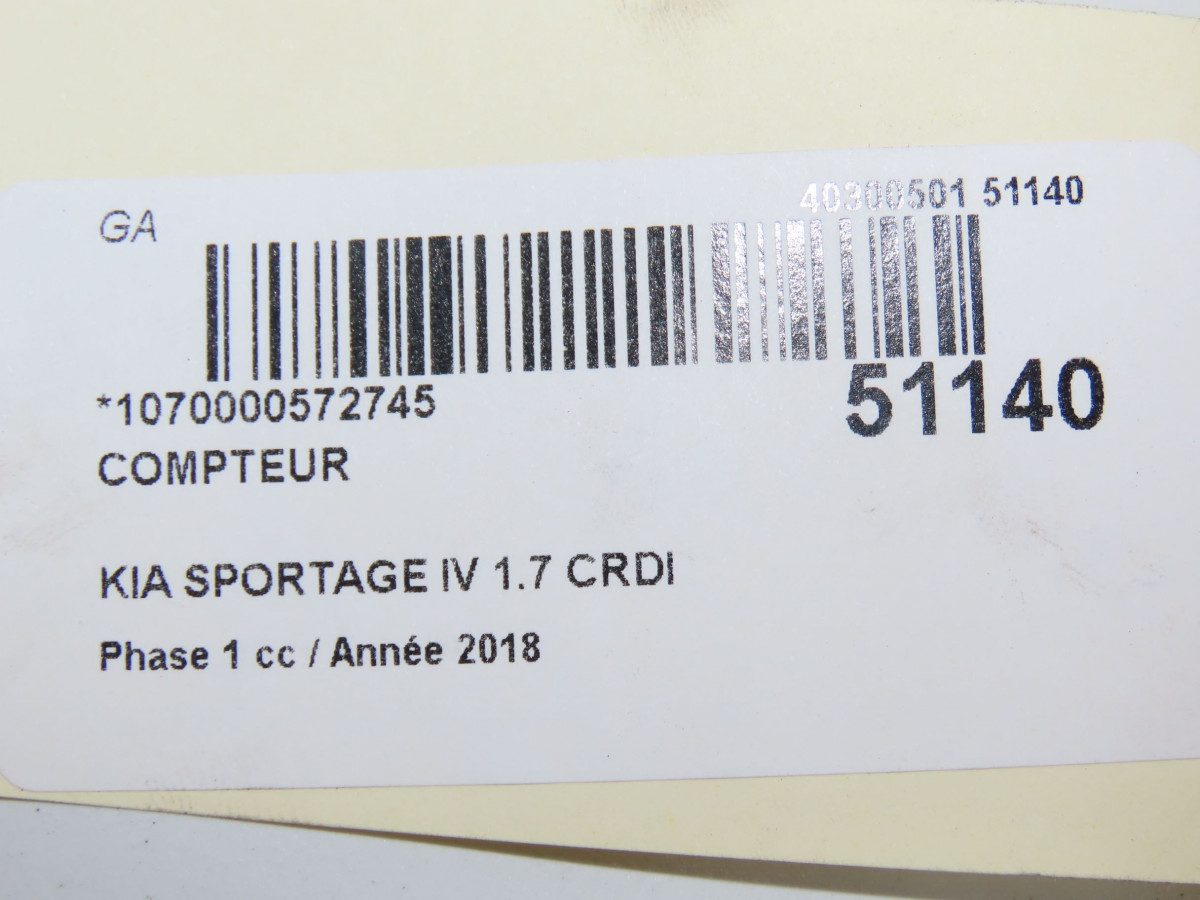 GA
40300501 51140
*1070000572745
51140
COMPTEUR
KIA SPORTAGE IV 1.7 CRDI
Phase 1 cc / Année 2018